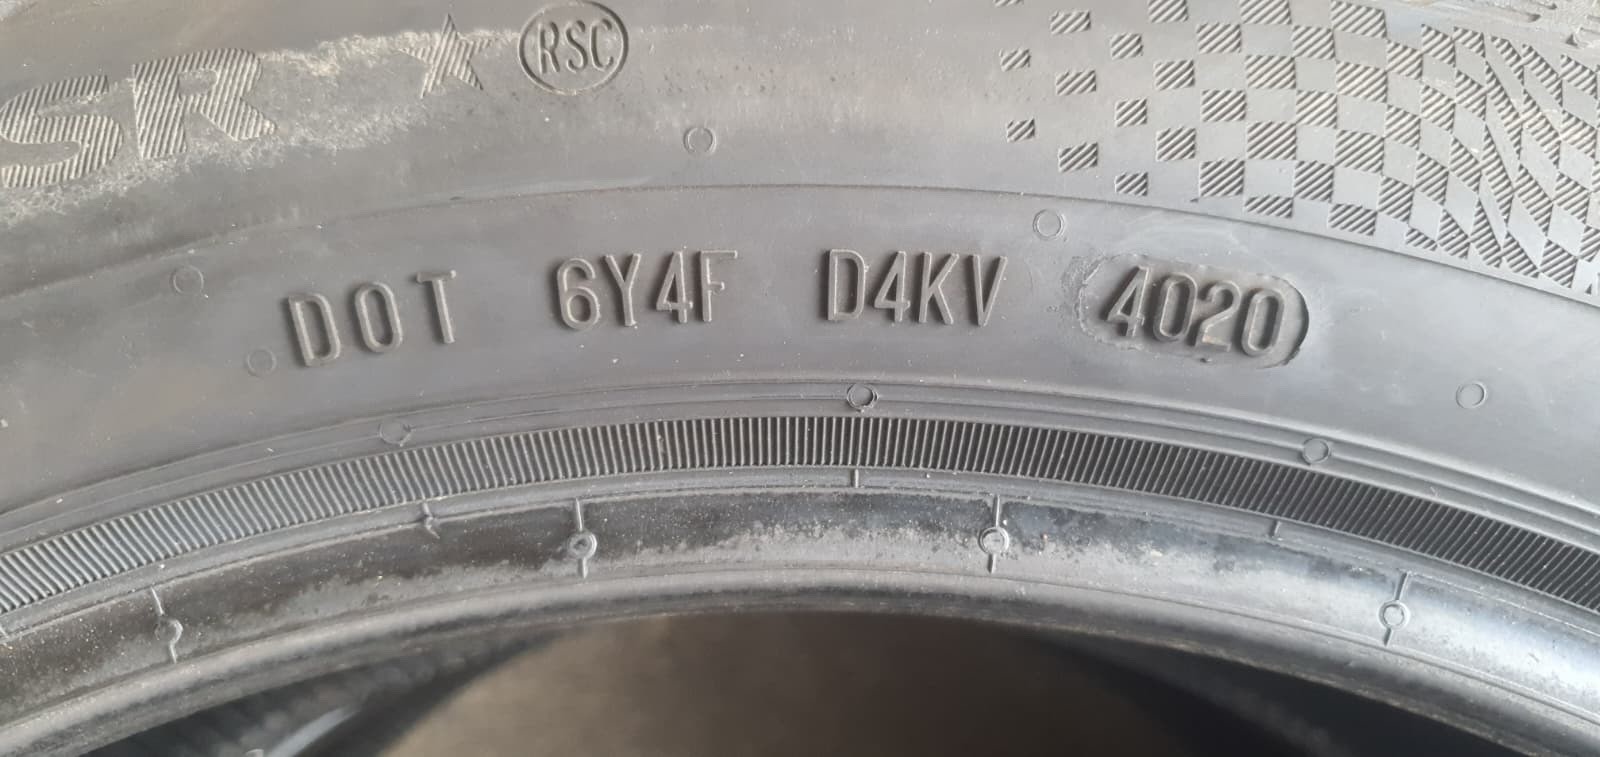 SR RSC
DOT 6Y4F D4KV 4020